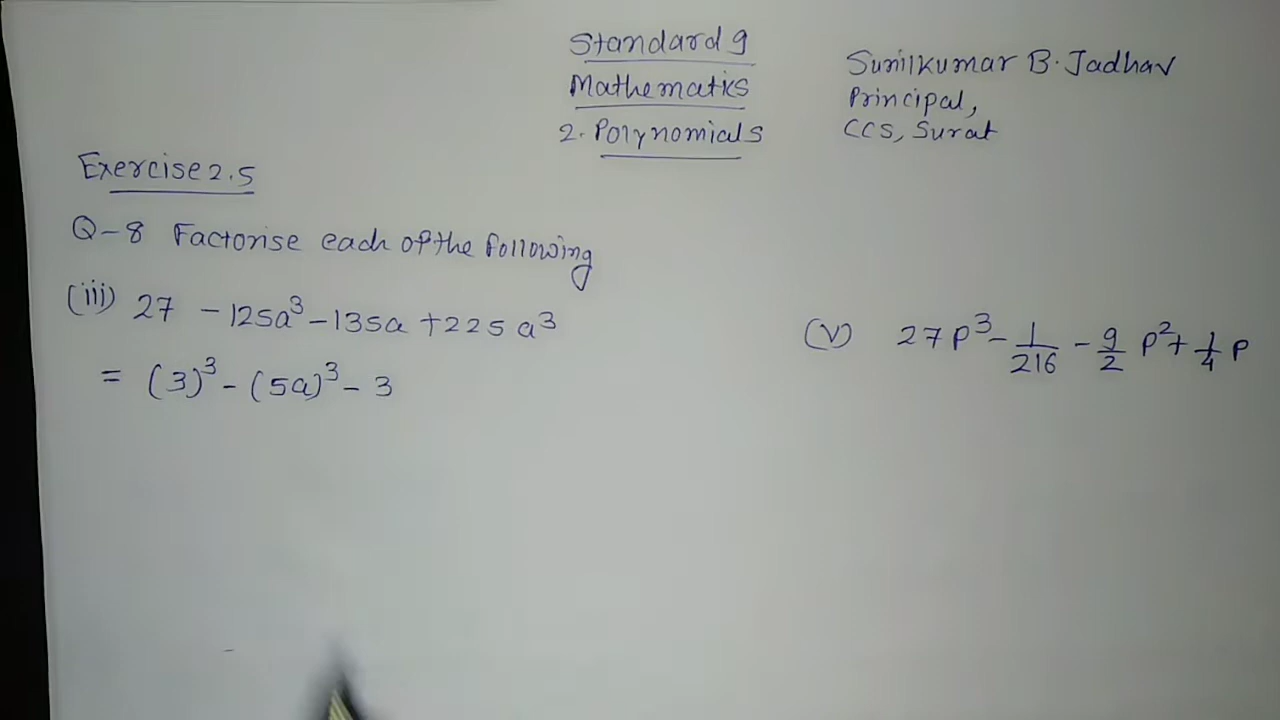 Standard 9
Mathematics
2. Polynomials
Sunilkumar B. Jadhav
Principal,
CCS, Surat
Exercise 2.5
Q-8 Factorise each of the following
(iii) 27 - 125a³ - 135a + 225a³
= (3)³ - (5a)³ - 3
(V) 27p³ - 1/216 - 9/2 p² + 1/4 p